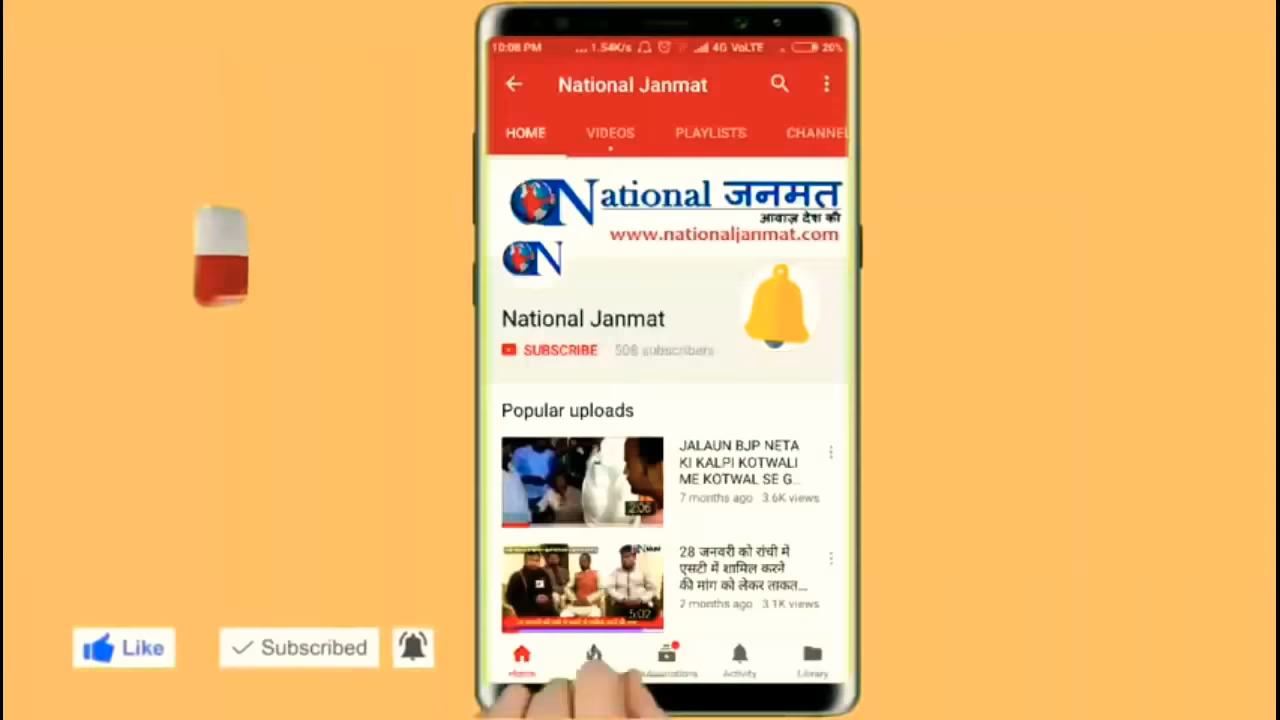 10:08 PM ... 1.54K/s 4G VoLTE 20%
National Janmat
HOME VIDEOS PLAYLISTS CHANNEL
National जनमत
आवाज़ देश की
www.nationaljanmat.com
N
National Janmat
SUBSCRIBE 508 subscribers
Popular uploads
JALAUN BJP NETA
KI KALPI KOTWALI
ME KOTWAL SE G...
7 months ago 3.6K views
2:06
28 जनवरी को रांची में
एसटी में शामिल करने
की मांग को लेकर ताकत...
2 months ago 3.1K views
5:02
Home Activity Library
Like
Subscribed